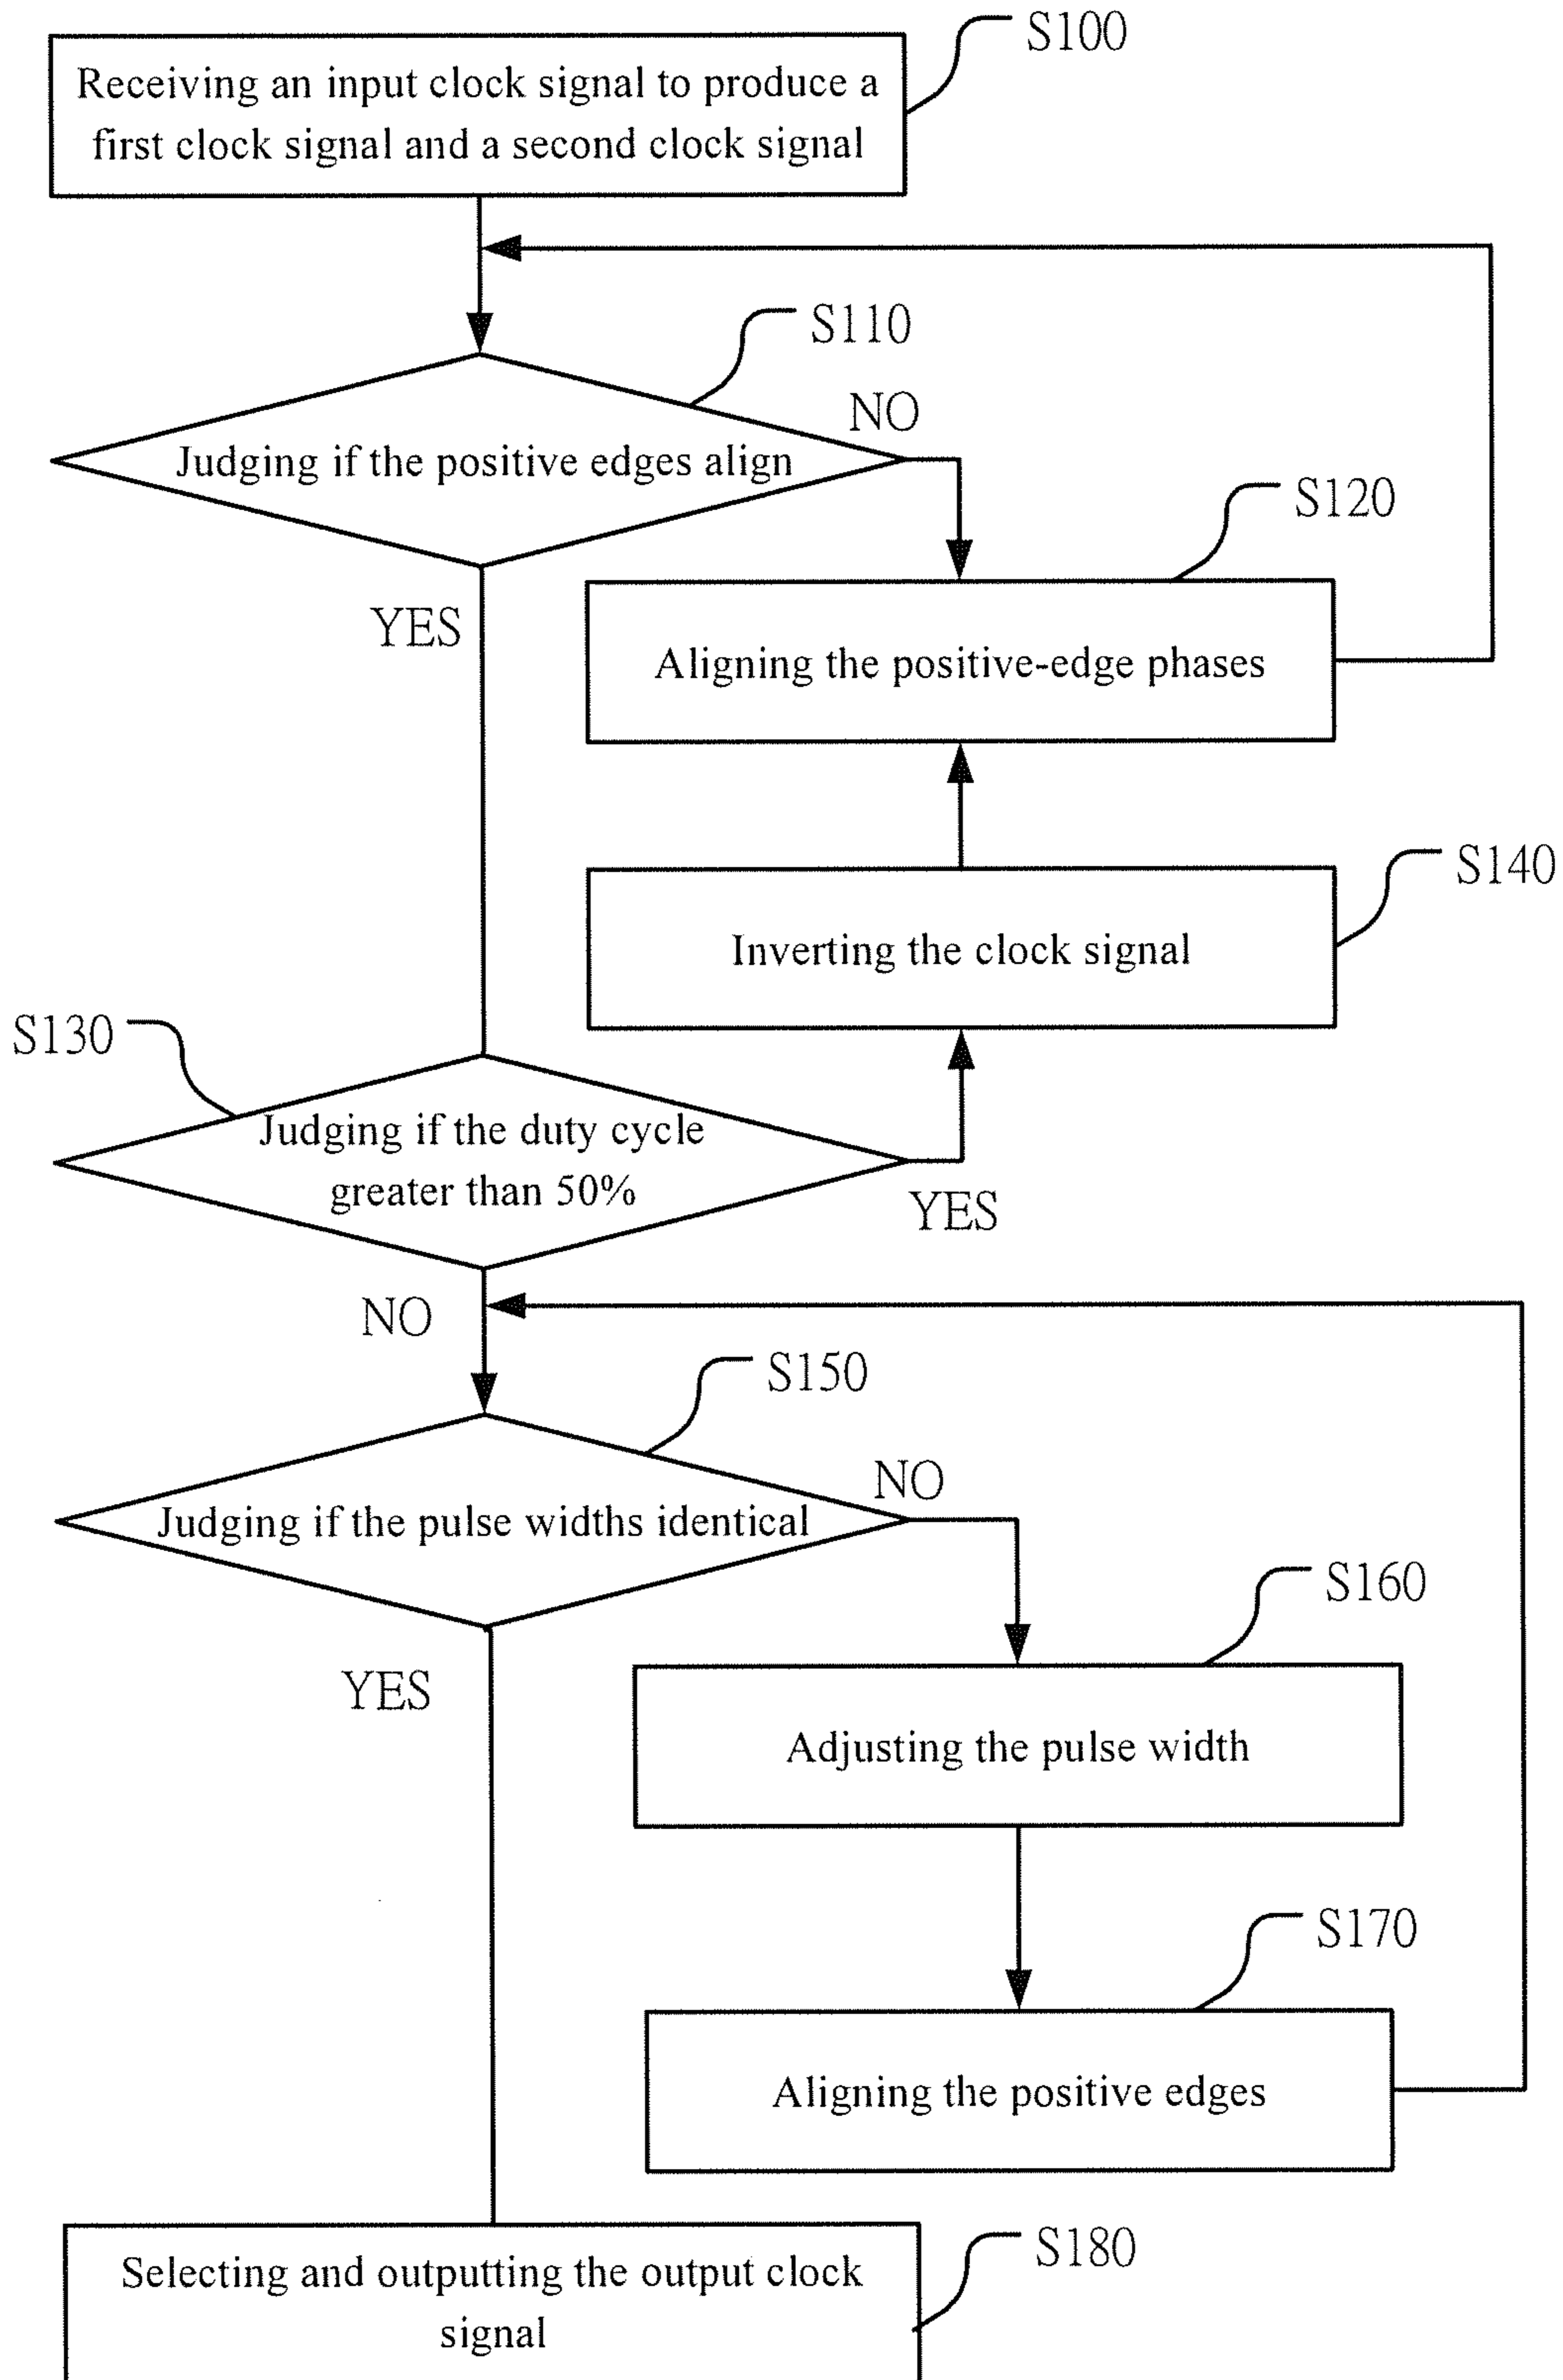 S100
Receiving an input clock signal to produce a
first clock signal and a second clock signal
S110
NO
Judging if the positive edges align
S120
YES
Aligning the positive-edge phases
S140
Inverting the clock signal
S130
Judging if the duty cycle
greater than 50%
YES
NO
S150
NO
Judging if the pulse widths identical
S160
YES
Adjusting the pulse width
S170
Aligning the positive edges
S180
Selecting and outputting the output clock
signal